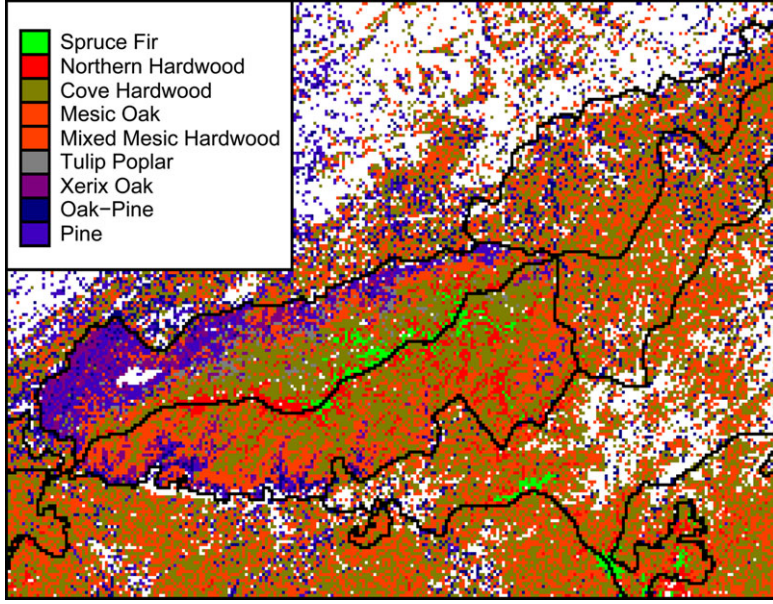 Spruce Fir
Northern Hardwood
Cove Hardwood
Mesic Oak
Mixed Mesic Hardwood
Tulip Poplar
Xerix Oak
Oak−Pine
Pine